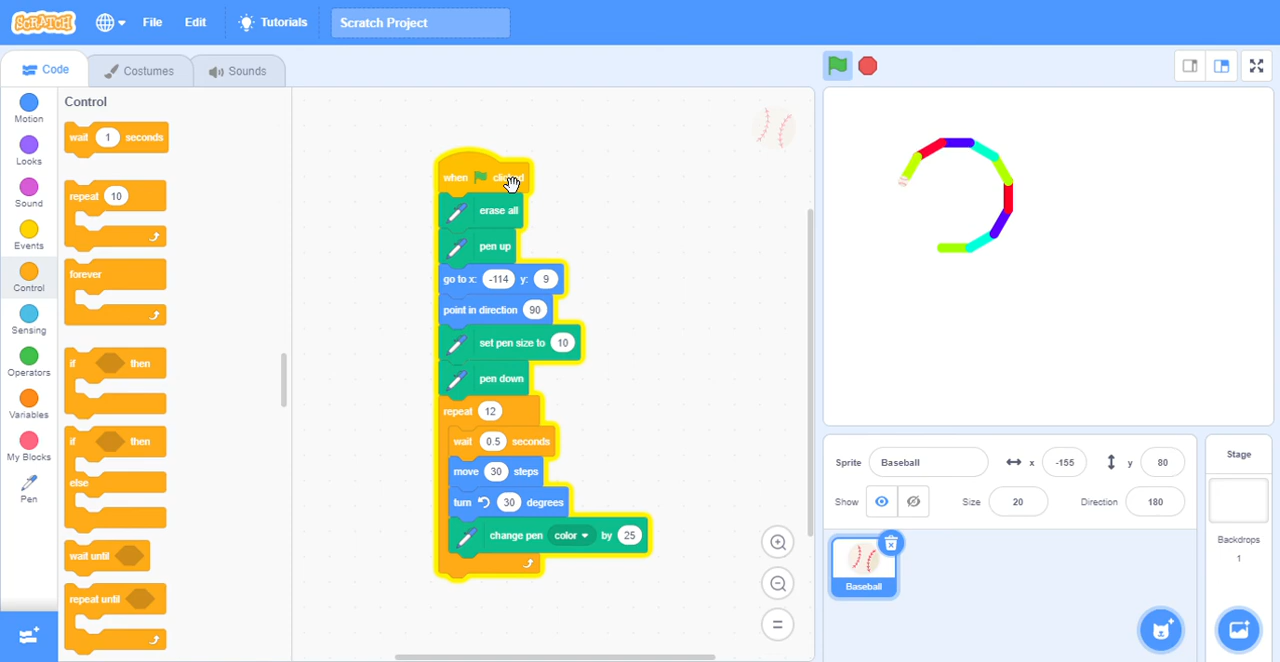 SCRATCH File Edit Tutorials Scratch Project
Code Costumes Sounds
Motion
Looks
Sound
Events
Control
Sensing
Operators
Variables
My Blocks
Pen
Control
wait 1 seconds
repeat 10
forever
if then
if then
else
wait until
repeat until
when clicked
erase all
pen up
go to x: -114 y: 9
point in direction 90
set pen size to 10
pen down
repeat 12
wait 0.5 seconds
move 30 steps
turn 30 degrees
change pen color by 25
Sprite Baseball x -155 y 80
Show Size 20 Direction 180
Baseball
Stage
Backdrops
1